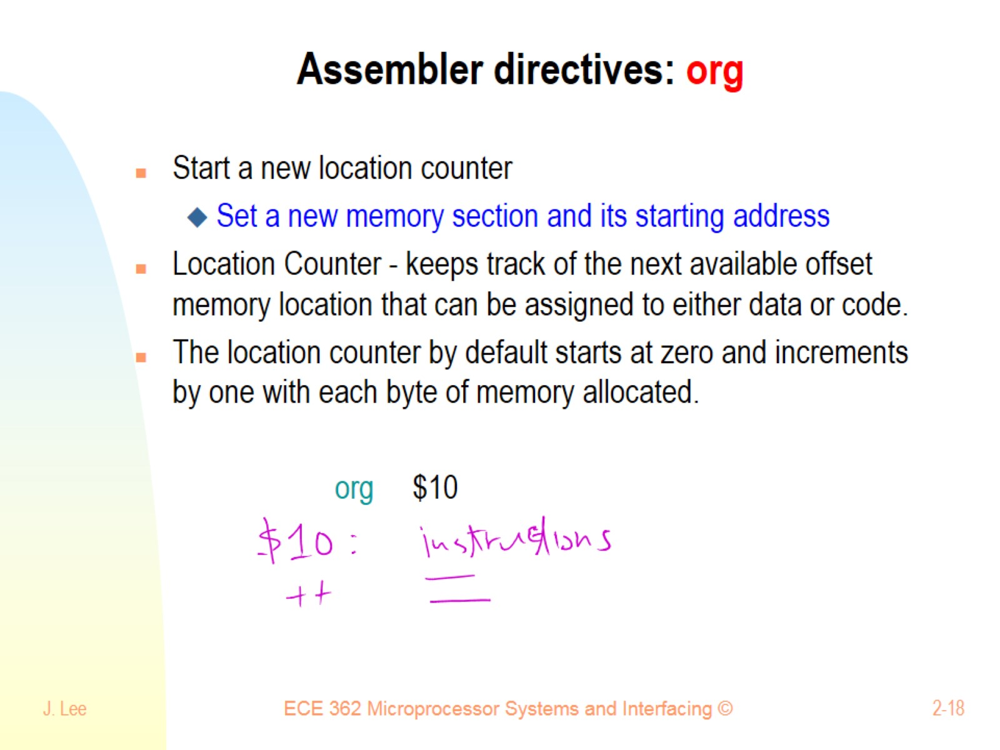 Assembler directives: org
Start a new location counter
Set a new memory section and its starting address
Location Counter - keeps track of the next available offset
memory location that can be assigned to either data or code.
The location counter by default starts at zero and increments
by one with each byte of memory allocated.
org $10
$10: instructions
++
J. Lee ECE 362 Microprocessor Systems and Interfacing © 2-18